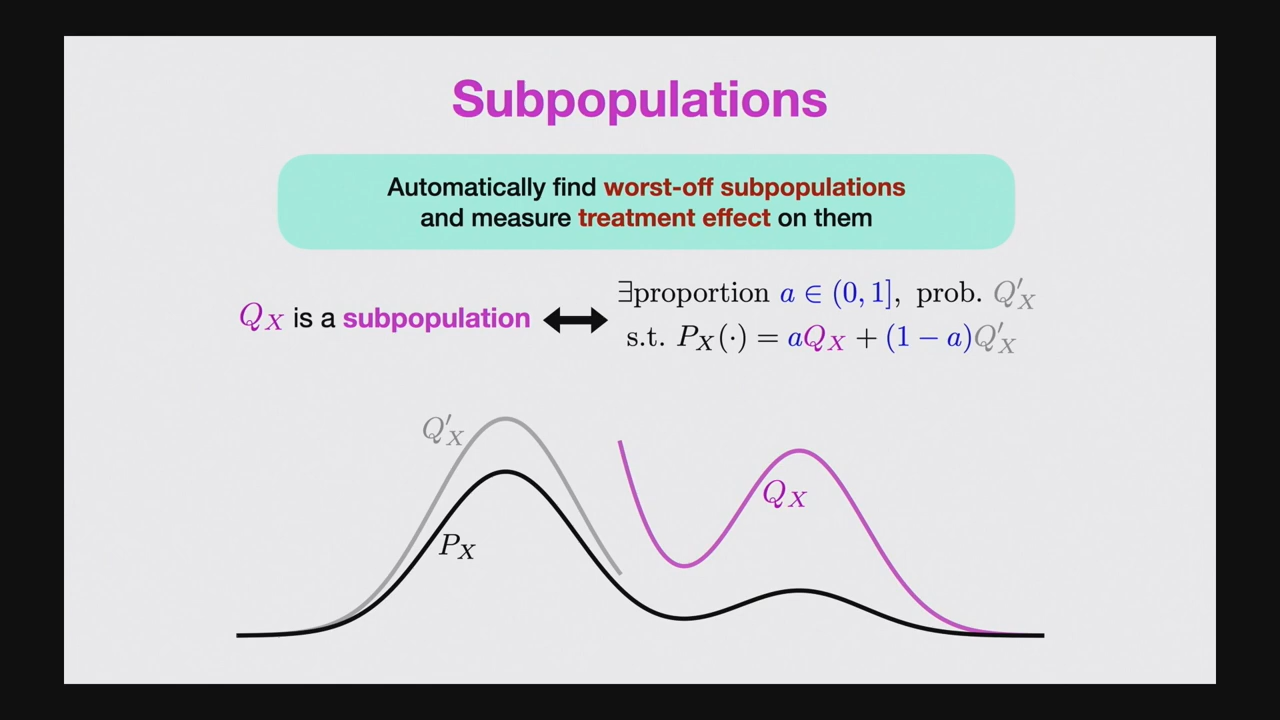 Subpopulations
Automatically find worst-off subpopulations
and measure treatment effect on them
∃proportion a ∈ (0, 1], prob. Q′_X
Q_X is a subpopulation
s.t. P_X(·) = aQ_X + (1 − a)Q′_X
Q′_X
Q_X
P_X